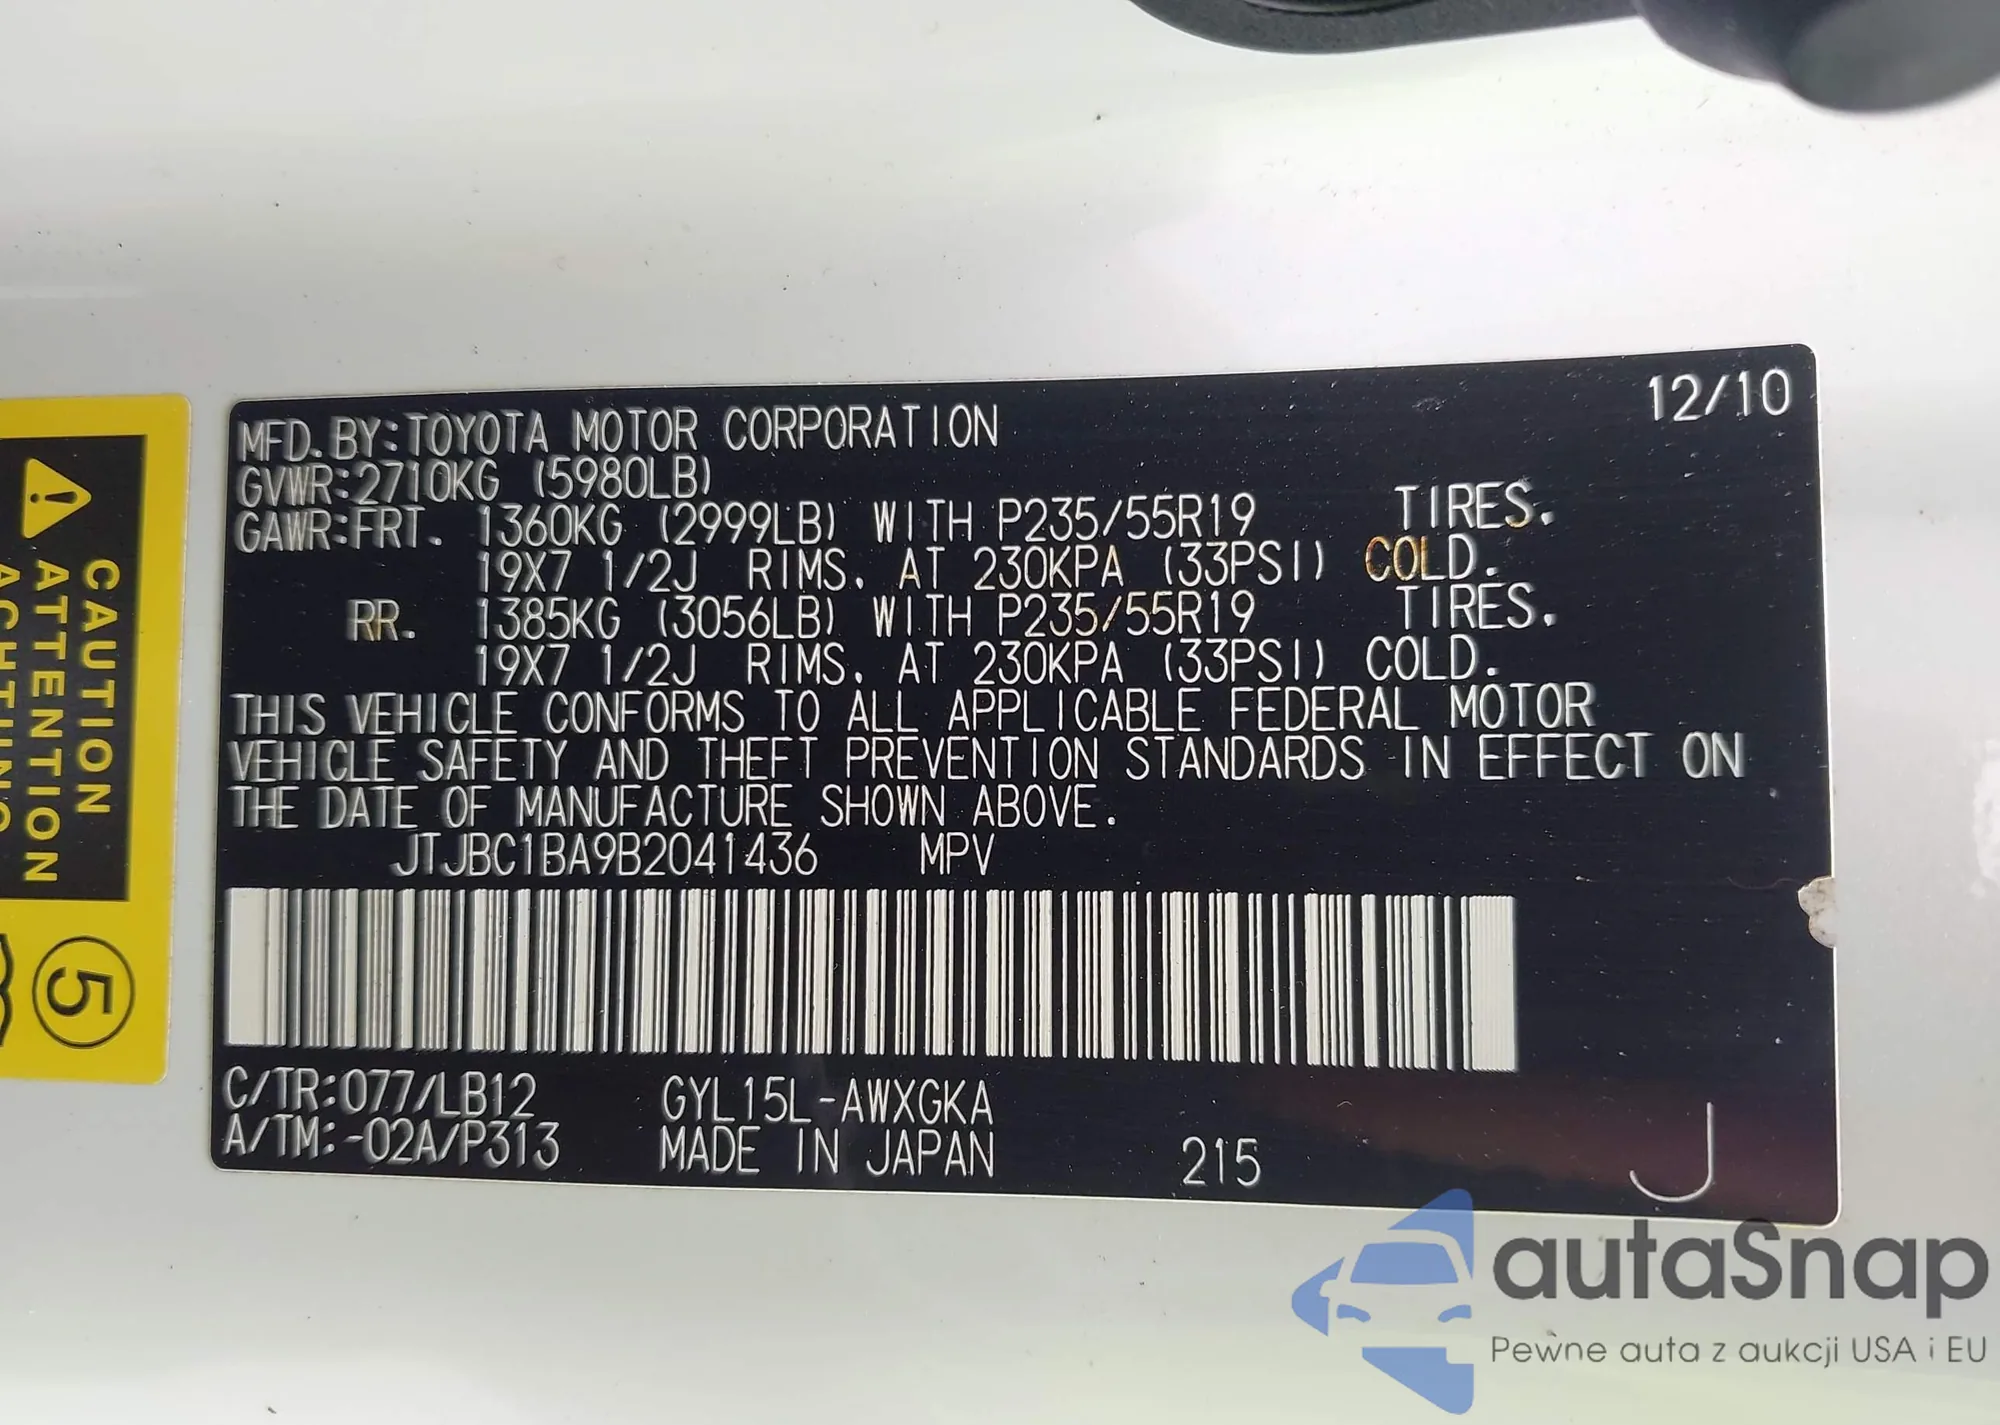 12/10
MFD. BY:TOYOTA MOTOR CORPORATION
GVWR:2710KG (5980LB)
GAWR:FRT. 1360KG (2999LB) WITH P235/55R19 TIRES.
19X7 1/2J RIMS. AT 230KPA (33PSI) COLD.
RR. 1385KG (3056LB) WITH P235/55R19 TIRES.
19X7 1/2J RIMS. AT 230KPA (33PSI) COLD.
THIS VEHICLE CONFORMS TO ALL APPLICABLE FEDERAL MOTOR
VEHICLE SAFETY AND THEFT PREVENTION STANDARDS IN EFFECT ON
THE DATE OF MANUFACTURE SHOWN ABOVE.
JTJBC1BA9B2041436 MPV
C/TR:077/LB12 GYL15L-AWXGKA
A/TM:-02A/P313 MADE IN JAPAN 215 J
CAUTION
ATTENTION
5
autaSnap
Pewne auta z aukcji USA i EU